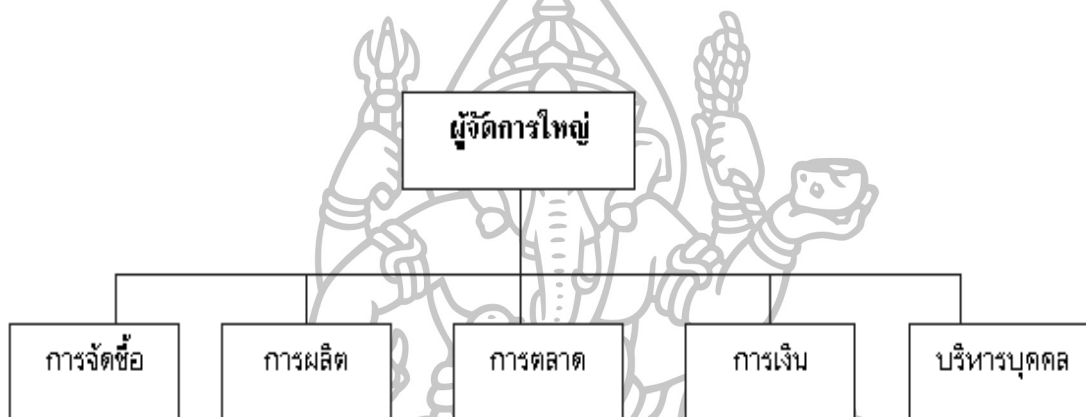 ผู้จัดการใหญ่
การจัดซื้อ
การผลิต
การตลาด
การเงิน
บริหารบุคคล